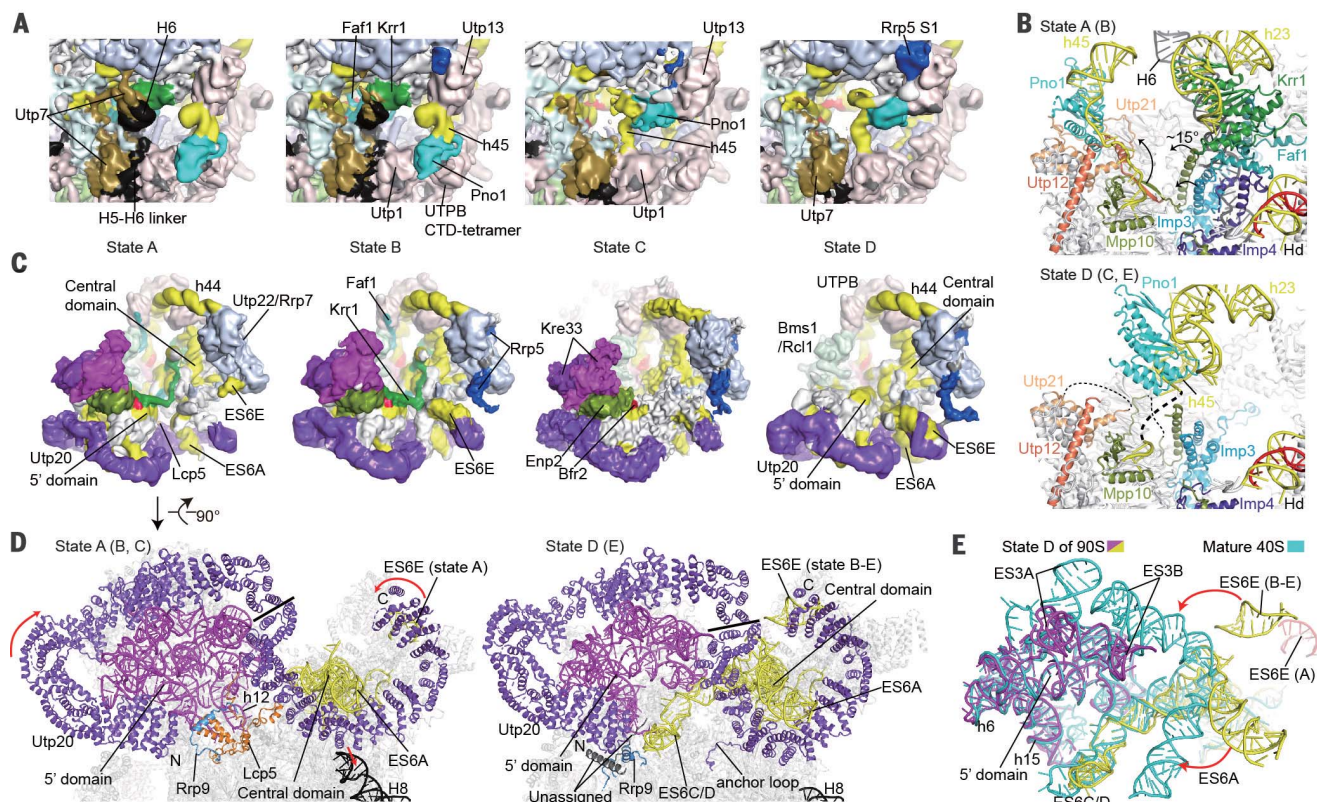 A
H6
Faf1 Krr1
Utp13
Utp13
Rrp5 S1
Utp7
H5-H6 linker
Utp1
UTPB
CTD-tetramer
h45
Pno1
Pno1
h45
Utp1
Utp7
State A
State B
State C
State D
B
State A (B)
h45
h23
H6
Pno1
Krr1
Utp21
~15°
Faf1
Utp12
Imp3
Mpp10
Imp4
Hd
State D (C, E)
Pno1
h23
Utp21
h45
Utp12
Imp3
Mpp10
Imp4
Hd
C
Central
domain
h44
Utp22/Rrp7
ES6E
Utp20
5’ domain
Lcp5
ES6A
90°
Faf1
Krr1
Rrp5
ES6E
Kre33
Enp2
Bfr2
UTPB
h44
Central
domain
Bms1
/Rcl1
Utp20
5’ domain
ES6A
ES6E
D
State A (B, C)
ES6E (state A)
C
h12
Utp20
N
5’ domain
Rrp9
Lcp5
Central domain
ES6A
H8
State D (E)
ES6E (state B-E)
C
Central domain
ES6A
Utp20
N
5’ domain
Unassigned
Rrp9
ES6C/D
anchor loop
H8
E
State D of 90S
Mature 40S
ES3A
ES3B
ES6E (B-E)
ES6E (A)
h6
h15
5’ domain
ES6A
ES6C/D